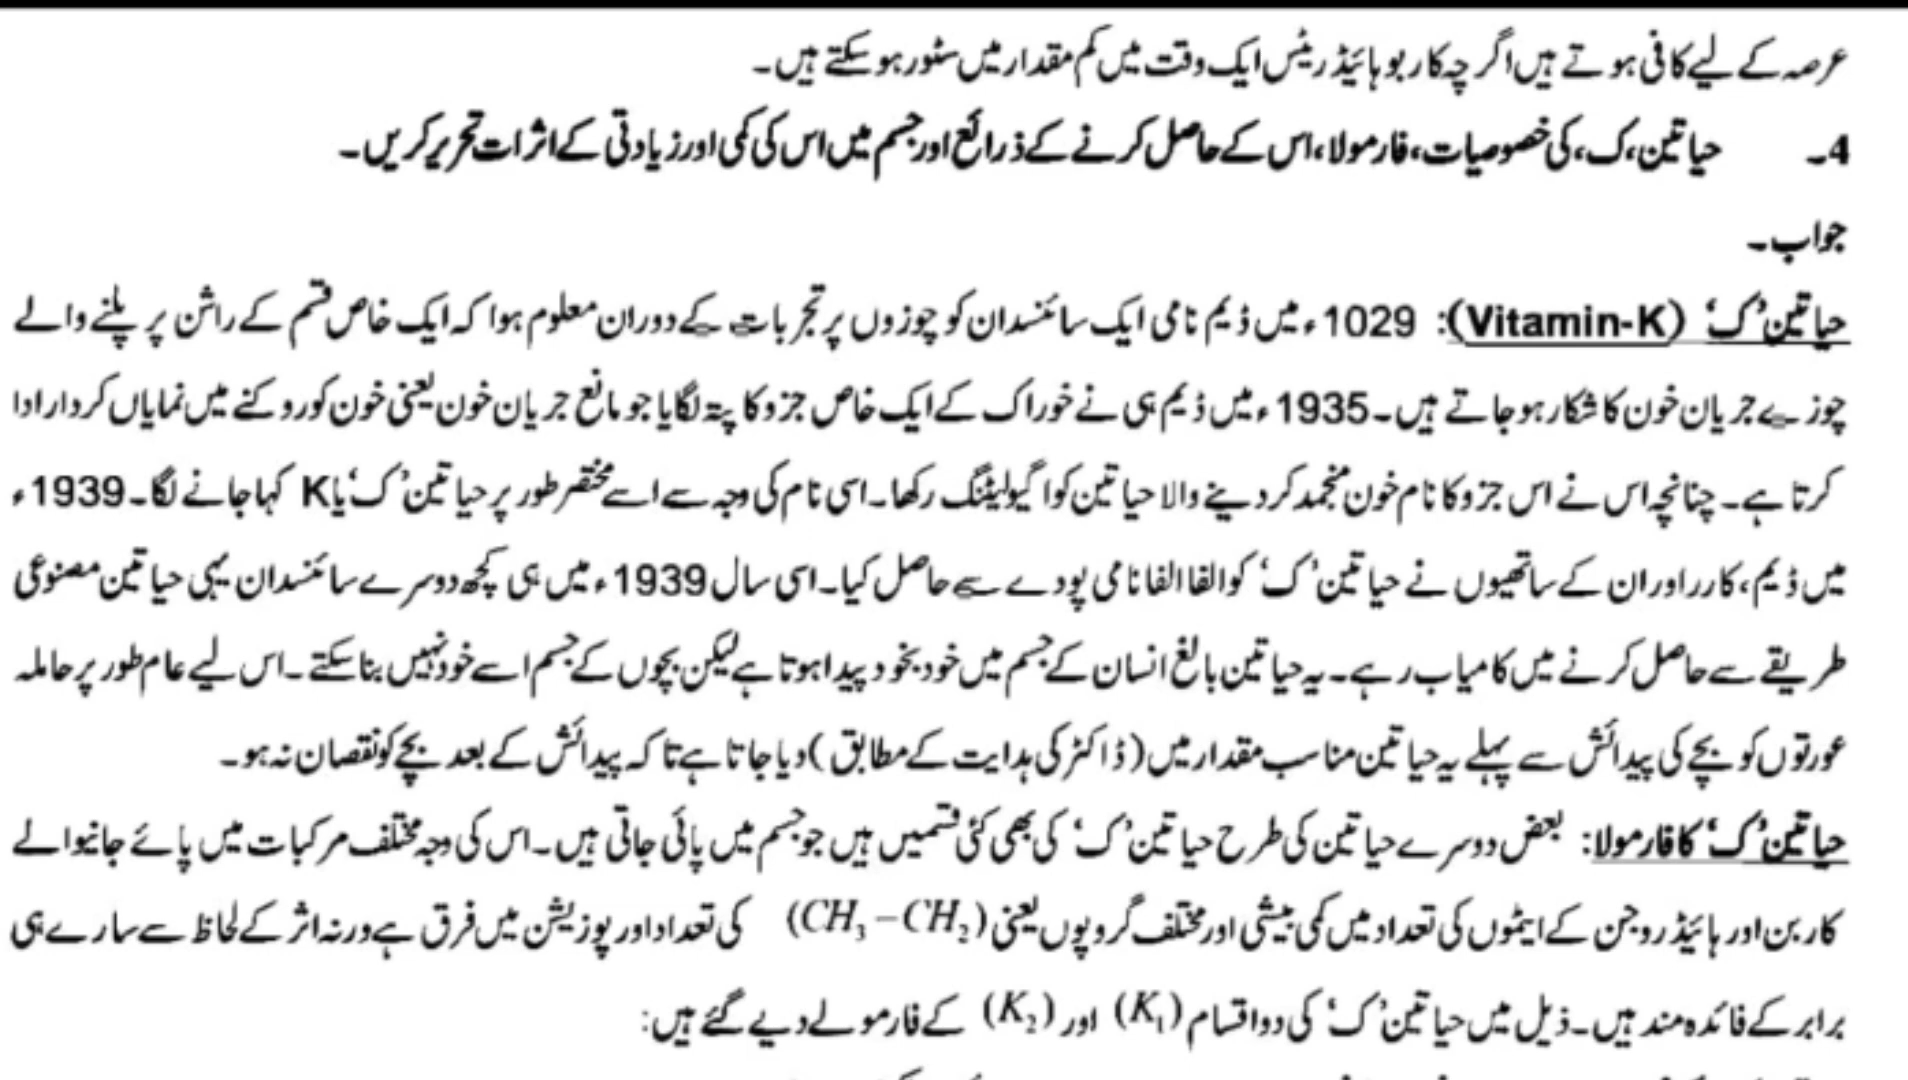 عرصہ کے لیے کافی ہوتے ہیں اگرچہ کاربوہائیڈریٹس ایک وقت میں کم مقدار میں سٹور ہو سکتے ہیں۔
4۔ حیاتین،ک،کی خصوصیات، فارمولا،اس کے حاصل کرنے کے ذرائع اور جسم میں اس کی کمی اور زیادتی کے اثرات تحریر کریں۔
جواب۔
حیاتین’ک‘ (Vitamin-K): 1029ء میں ڈیم نامی ایک سائنسدان کو چوزوں پر تجربات کے دوران معلوم ہوا کہ ایک خاص قسم کے راشن پر پلنے والے
چوزے جریان خون کا شکار ہو جاتے ہیں۔1935ء میں ڈیم ہی نے خوراک کے ایک خاص جزو کا پتہ لگایا جو مانع جریان خون یعنی خون کو روکنے میں نمایاں کردار ادا
کرتا ہے۔ چنانچہ اس نے اس جزو کا نام خون منجمد کر دینے والا حیاتین کواگیولیٹنگ رکھا۔اسی نام کی وجہ سے اسے مختصر طور پر حیاتین’ک‘یاK کہا جانے لگا۔1939ء
میں ڈیم، کارر اور ان کے ساتھیوں نے حیاتین’ک‘ کو الفا الفا نامی پودے سے حاصل کیا۔اسی سال 1939ء میں ہی کچھ دوسرے سائنسدان یہی حیاتین مصنوعی
طریقے سے حاصل کرنے میں کامیاب رہے۔ یہ حیاتین بالغ انسان کے جسم میں خود بخود پیدا ہوتا ہے لیکن بچوں کے جسم اسے خود نہیں بنا سکتے۔اس لیے عام طور پر حاملہ
عورتوں کو بچے کی پیدائش سے پہلے یہ حیاتین مناسب مقدار میں (ڈاکٹر کی ہدایت کے مطابق) دیا جاتا ہے تاکہ پیدائش کے بعد بچے کو نقصان نہ ہو۔
حیاتین’ک‘ کا فارمولا: بعض دوسرے حیاتین کی طرح حیاتین’ک‘ کی بھی کئی قسمیں ہیں جو جسم میں پائی جاتی ہیں۔اس کی وجہ مختلف مرکبات میں پائے جانیوالے
کاربن اور ہائیڈروجن کے ایٹموں کی تعداد میں کمی بیشی اور مختلف گروپوں یعنی (CH₃ – CH₂) کی تعداد اور پوزیشن میں فرق ہے ورنہ اثر کے لحاظ سے سارے ہی
برابر کے فائدہ مند ہیں۔ذیل میں حیاتین’ک‘ کی دو اقسام (K₁) اور (K₂) کے فارمولے دیے گئے ہیں: